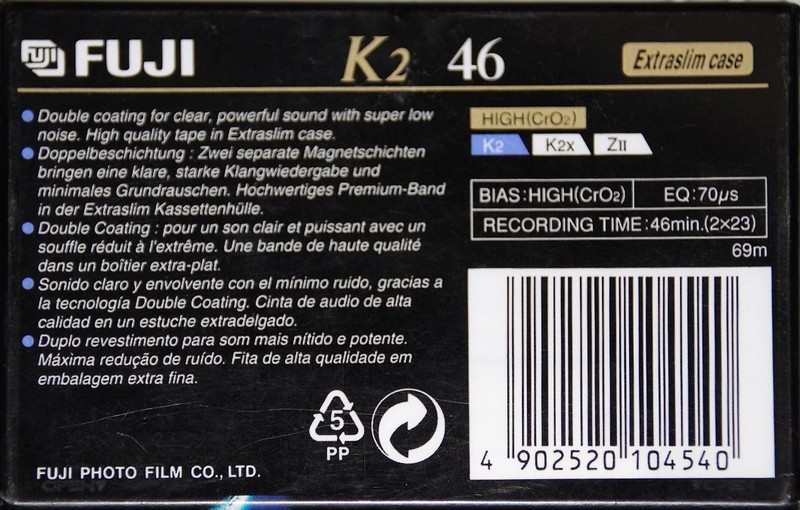 FUJI FUJI K2 46 Extraslim case
Double coating for clear, powerful sound with super low
noise. High quality tape in Extraslim case.
Doppelbeschichtung : Zwei separate Magnetschichten
bringen eine klare, starke Klangwiedergabe und
minimales Grundrauschen. Hochwertiges Premium-Band
in der Extraslim Kassettenhülle.
Double Coating : pour un son clair et puissant avec un
souffle réduit à l'extrême. Une bande de haute qualité
dans un boîtier extra-plat.
Sonido claro y envolvente con el mínimo ruido, gracias a
la tecnología Double Coating. Cinta de audio de alta
calidad en un estuche extradelgado.
Duplo revestimento para som mais nítido e potente.
Máxima redução de ruído. Fita de alta qualidade em
embalagem extra fina.
5
PP
FUJI PHOTO FILM CO., LTD.
HIGH(CrO2)
K2 K2x ZII
BIAS:HIGH(CrO2) EQ:70µs
RECORDING TIME:46min.(2×23)
69m
4 902520 104540